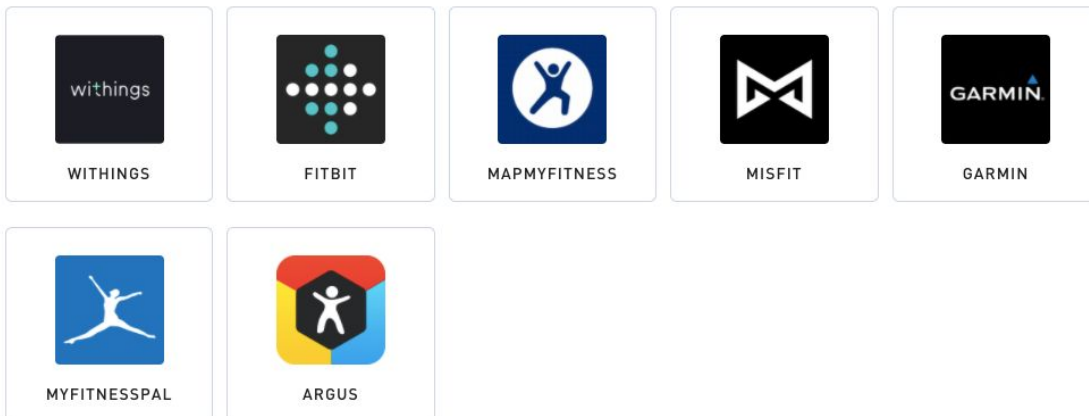 withings
GARMIN.
WITHINGS
FITBIT
MAPMYFITNESS
MISFIT
GARMIN
MYFITNESSPAL
ARGUS